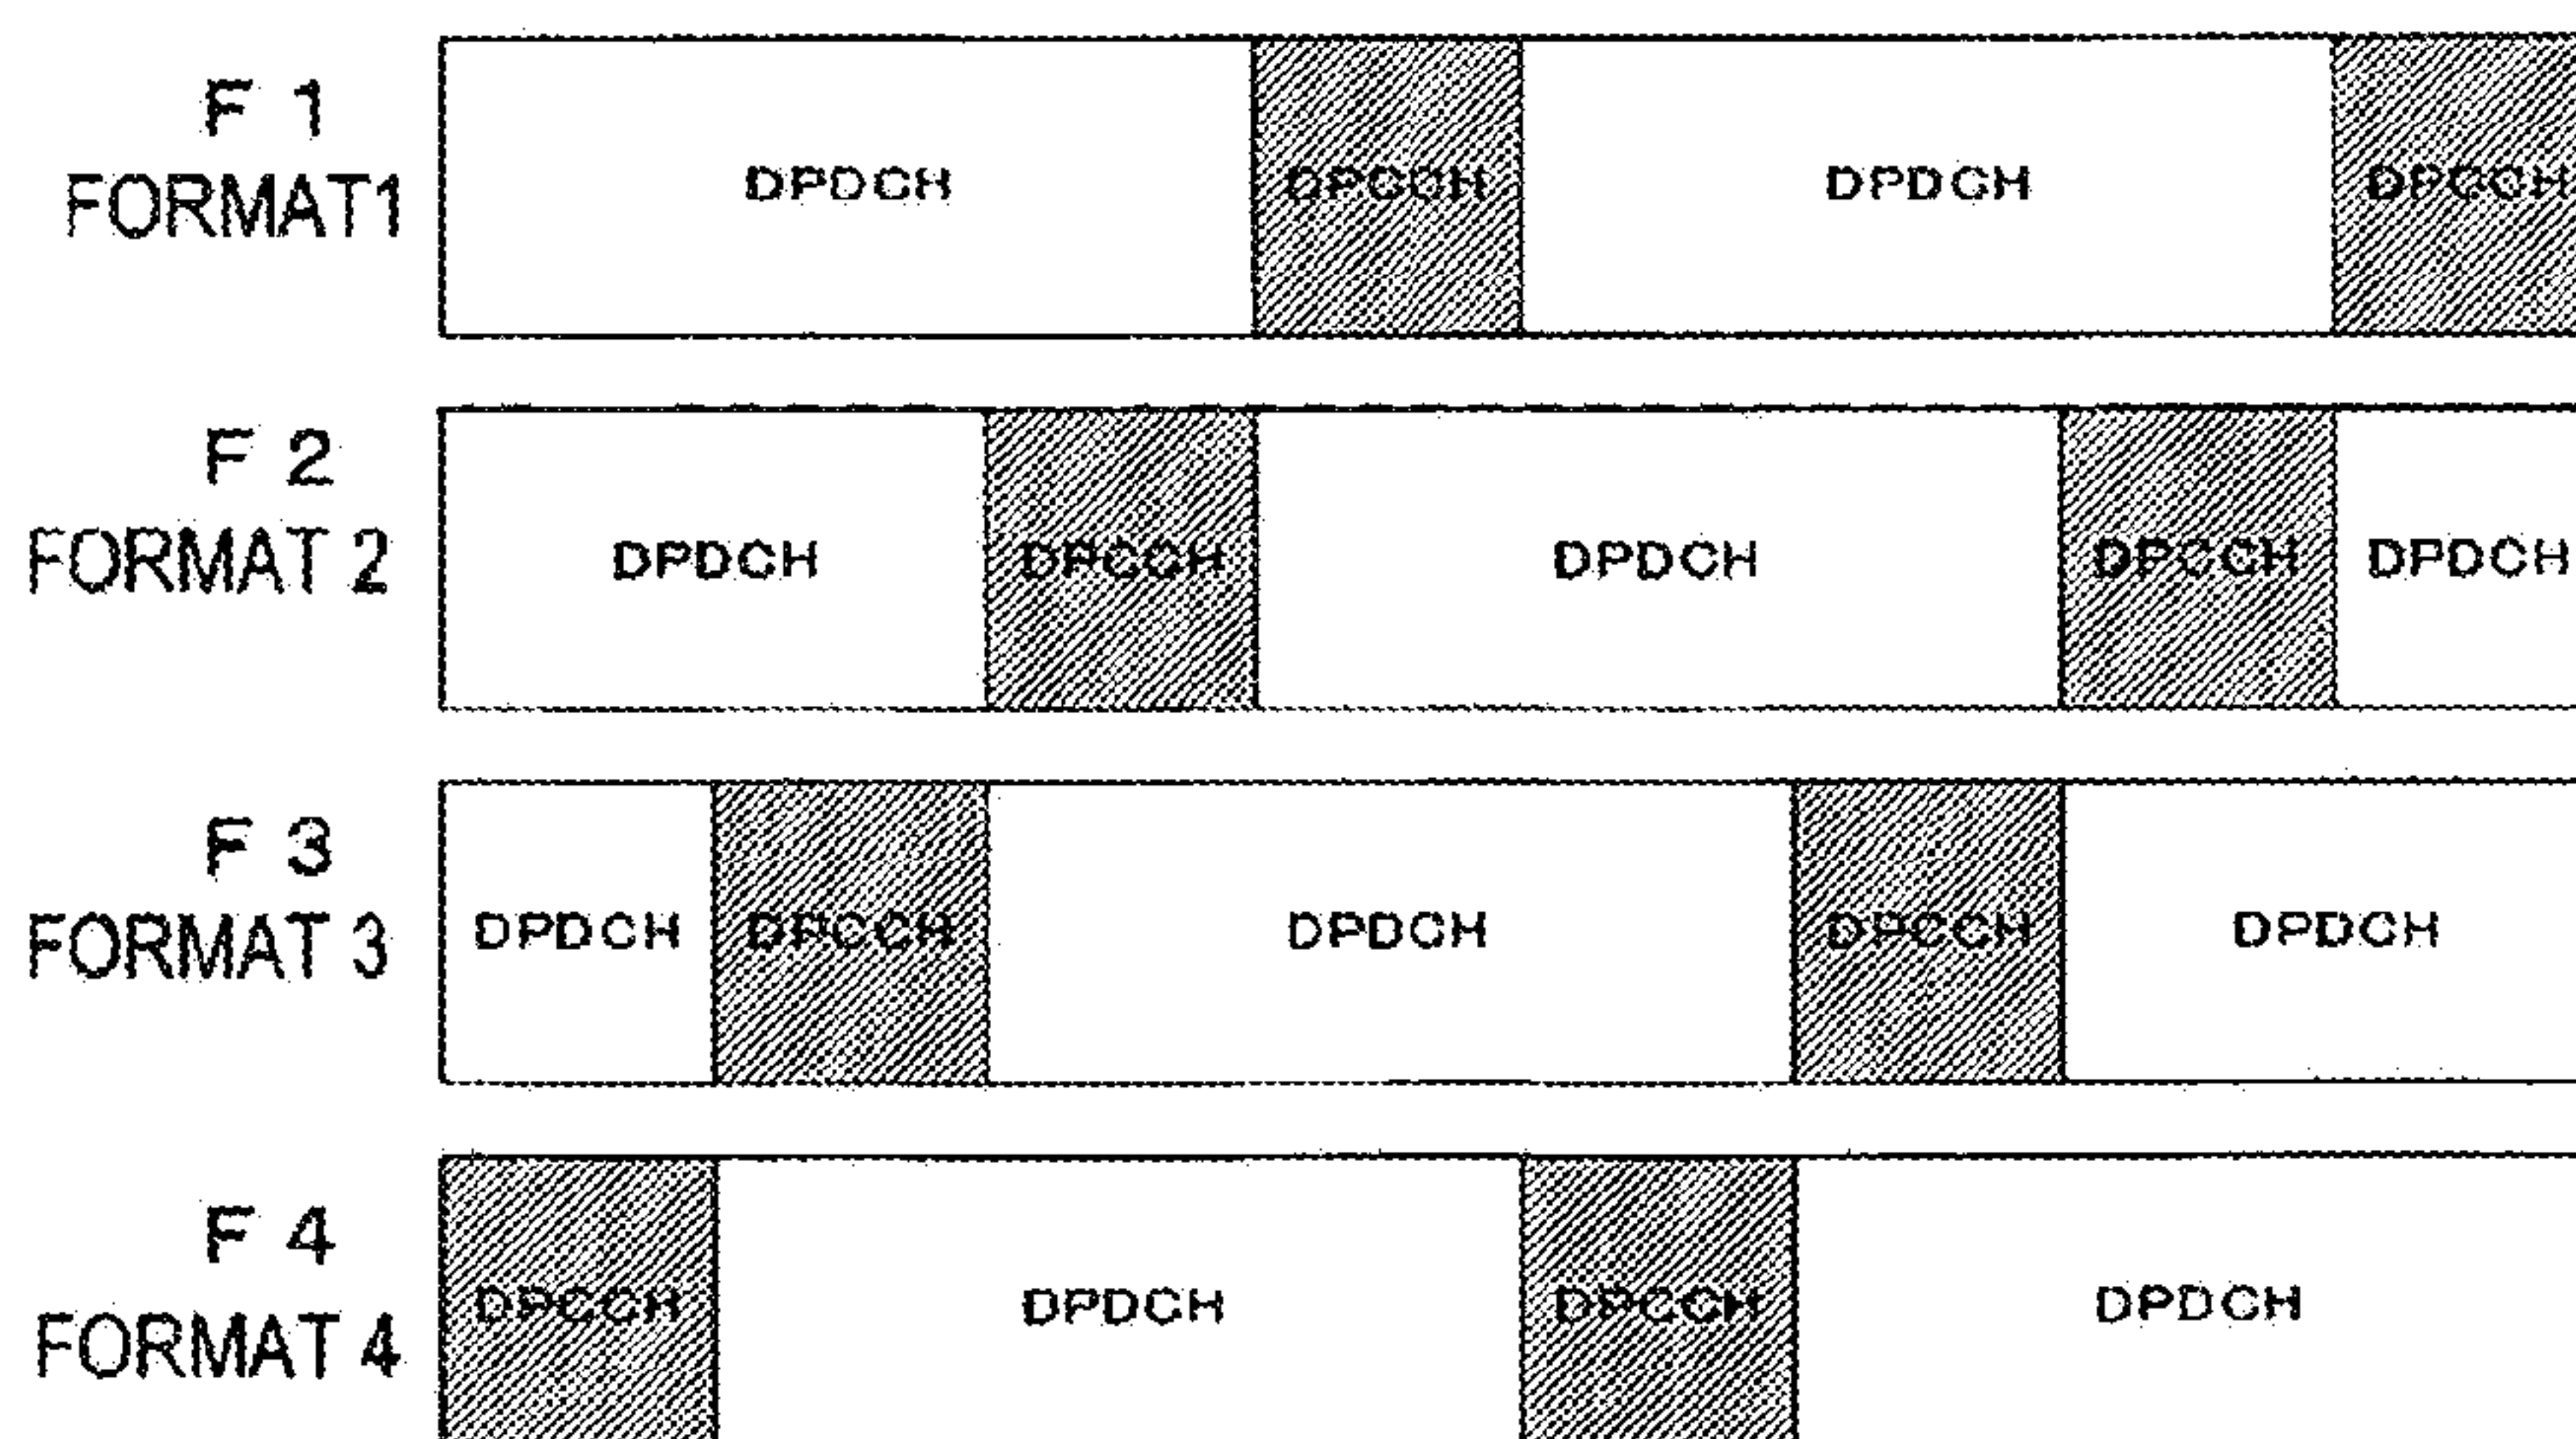 F 1
FORMAT1
DPDCH DPCCH DPDCH DPCCH
F 2
FORMAT 2
DPDCH DPCCH DPDCH DPCCH DPDCH
F 3
FORMAT 3
DPDCH DPCCH DPDCH DPCCH DPDCH
F 4
FORMAT 4
DPCCH DPDCH DPCCH DPDCH